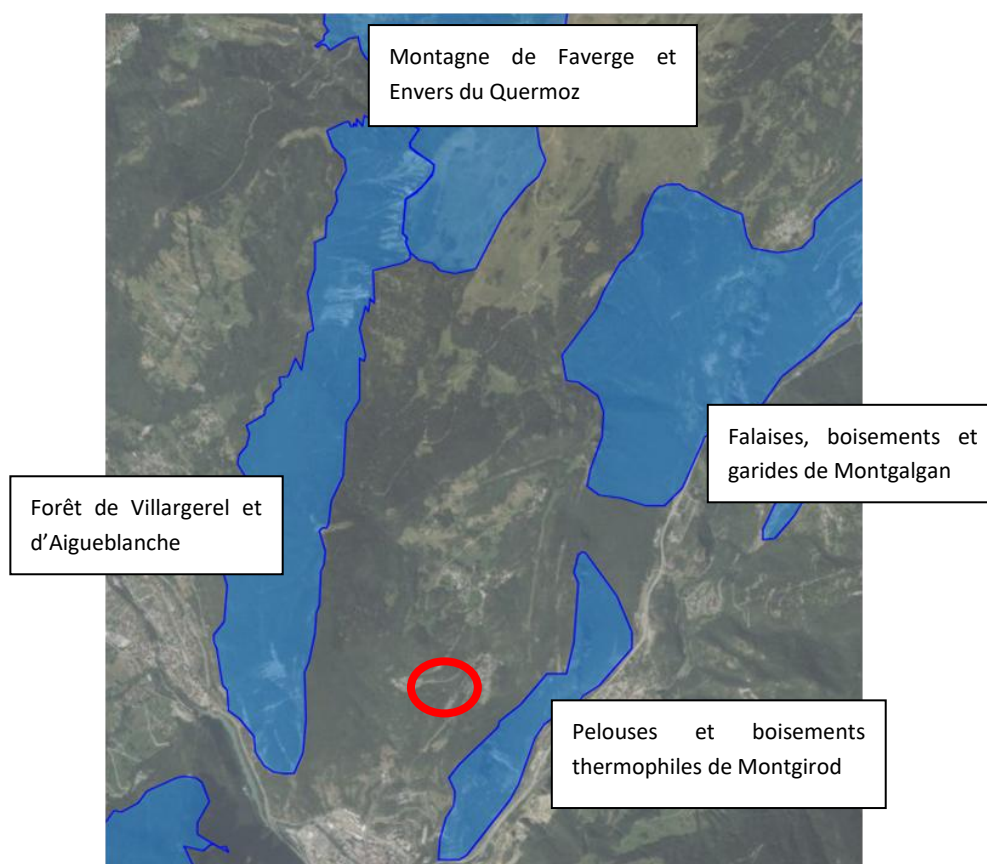 Montagne de Faverge et
Envers du Quermoz
Falaises, boisements et
garides de Montgalgan
Forêt de Villargerel et
d’Aigueblanche
Pelouses et boisements
thermophiles de Montgirod